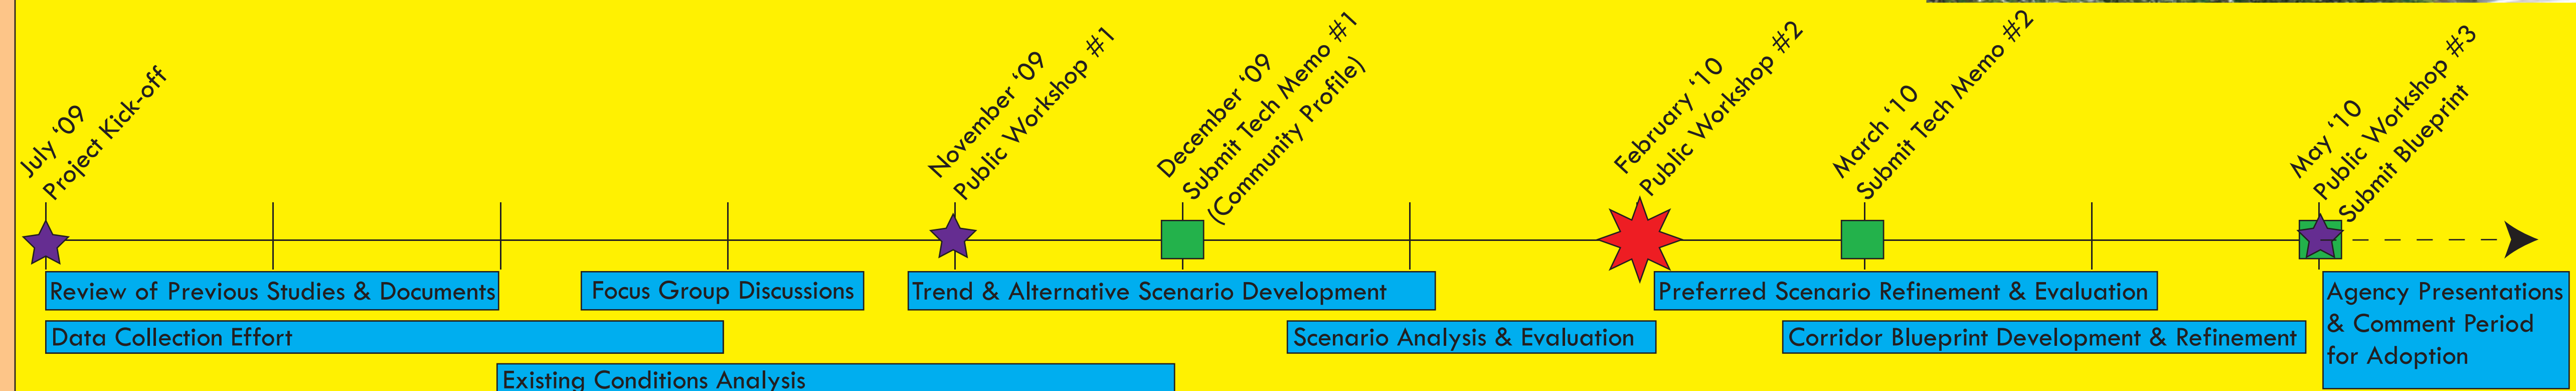 July ‘09
Project Kick-off
November ‘09
Public Workshop #1
December ‘09
Submit Tech Memo #1
(Community Profile)
February ‘10
Public Workshop #2
March ‘10
Submit Tech Memo #2
May ‘10
Public Workshop #3
Submit Blueprint
Review of Previous Studies & Documents
Focus Group Discussions
Trend & Alternative Scenario Development
Preferred Scenario Refinement & Evaluation
Agency Presentations
& Comment Period
for Adoption
Data Collection Effort
Scenario Analysis & Evaluation
Corridor Blueprint Development & Refinement
Existing Conditions Analysis